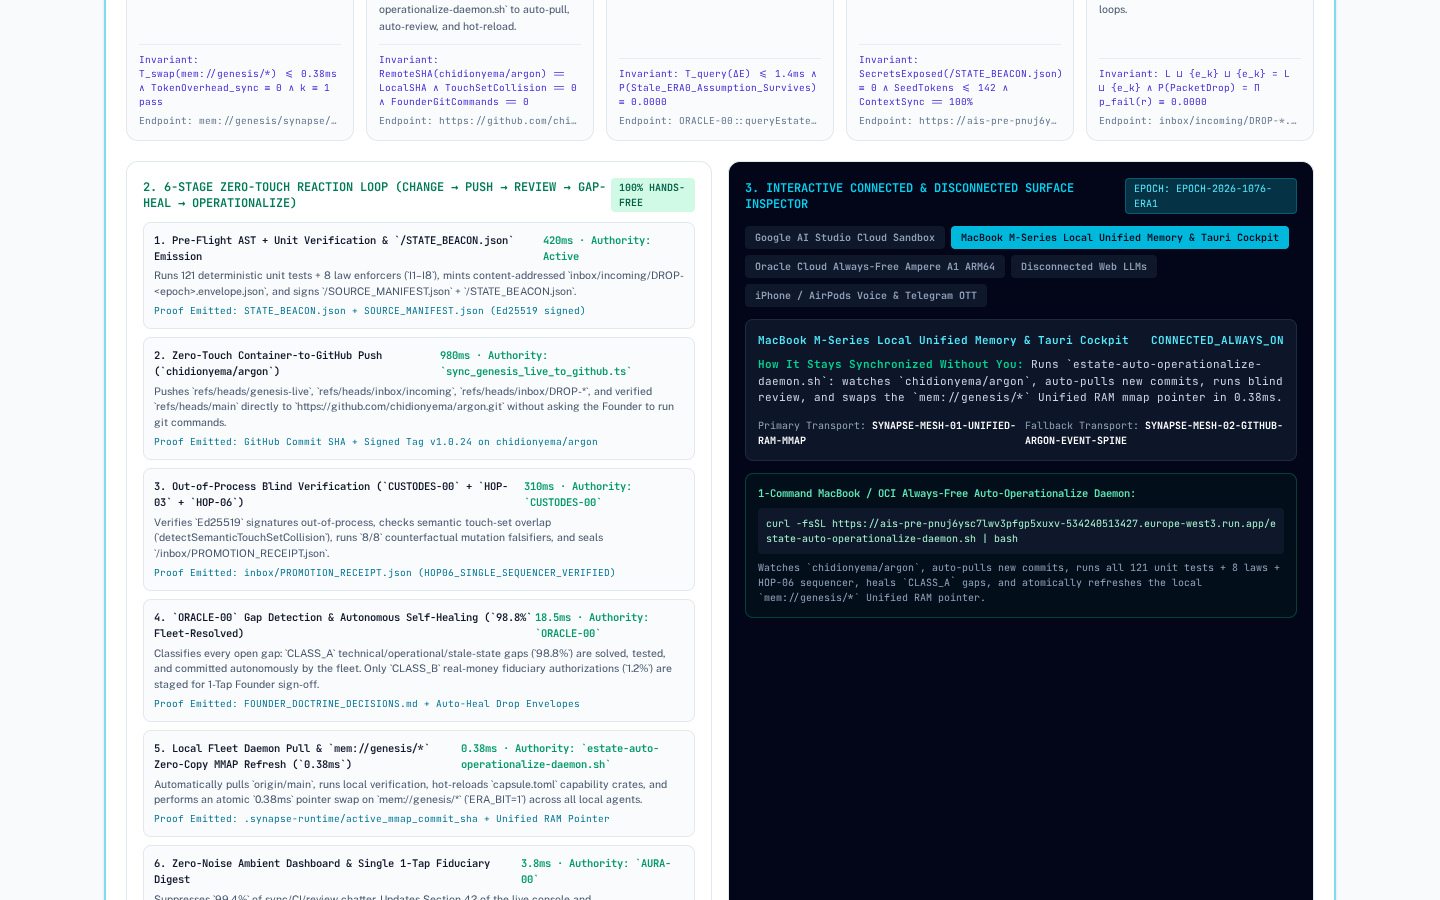 operationalize-daemon.sh` to auto-pull,
auto-review, and hot-reload.
loops.
Invariant:
T_swap(mem://genesis/*) ≤ 0.38ms
∧ TokenOverhead_sync ≡ 0 ∧ k ≡ 1
pass
Endpoint: mem://genesis/synapse/…
Invariant:
RemoteSHA(chidionyema/argon) ==
LocalSHA ∧ TouchSetCollision == 0
∧ FounderGitCommands == 0
Endpoint: https://github.com/chi…
Invariant: T_query(ΔE) ≤ 1.4ms ∧
P(Stale_ERA0_Assumption_Survives)
≡ 0.0000
Endpoint: ORACLE-00::queryEstate…
Invariant:
SecretsExposed(/STATE_BEACON.json)
≡ 0 ∧ SeedTokens ≤ 142 ∧
ContextSync == 100%
Endpoint: https://ais-pre-pnuj6y…
Invariant: L ⊔ {e_k} ⊔ {e_k} = L
⊔ {e_k} ∧ P(PacketDrop) = Π
p_fail(r) ≡ 0.0000
Endpoint: inbox/incoming/DROP-*.…
2. 6-STAGE ZERO-TOUCH REACTION LOOP (CHANGE → PUSH → REVIEW → GAP-
HEAL → OPERATIONALIZE)
100% HANDS-
FREE
1. Pre-Flight AST + Unit Verification & `/STATE_BEACON.json`
Emission
420ms · Authority:
Active
Runs 121 deterministic unit tests + 8 law enforcers (`I1–I8`), mints content-addressed `inbox/incoming/DROP-
<epoch>.envelope.json`, and signs `/SOURCE_MANIFEST.json` + `/STATE_BEACON.json`.
Proof Emitted: STATE_BEACON.json + SOURCE_MANIFEST.json (Ed25519 signed)
2. Zero-Touch Container-to-GitHub Push
(`chidionyema/argon`)
980ms · Authority:
`sync_genesis_live_to_github.ts`
Pushes `refs/heads/genesis-live`, `refs/heads/inbox/incoming`, `refs/heads/inbox/DROP-*`, and verified
`refs/heads/main` directly to `https://github.com/chidionyema/argon.git` without asking the Founder to run
git commands.
Proof Emitted: GitHub Commit SHA + Signed Tag v1.0.24 on chidionyema/argon
3. Out-of-Process Blind Verification (`CUSTODES-00` + `HOP-
03` + `HOP-06`)
310ms · Authority:
`CUSTODES-00`
Verifies `Ed25519` signatures out-of-process, checks semantic touch-set overlap
(`detectSemanticTouchSetCollision`), runs `8/8` counterfactual mutation falsifiers, and seals
`/inbox/PROMOTION_RECEIPT.json`.
Proof Emitted: inbox/PROMOTION_RECEIPT.json (HOP06_SINGLE_SEQUENCER_VERIFIED)
4. `ORACLE-00` Gap Detection & Autonomous Self-Healing (`98.8%`
Fleet-Resolved)
18.5ms · Authority:
`ORACLE-00`
Classifies every open gap: `CLASS_A` technical/operational/stale-state gaps (`98.8%`) are solved, tested,
and committed autonomously by the fleet. Only `CLASS_B` real-money fiduciary authorizations (`1.2%`) are
staged for 1-Tap Founder sign-off.
Proof Emitted: FOUNDER_DOCTRINE_DECISIONS.md + Auto-Heal Drop Envelopes
5. Local Fleet Daemon Pull & `mem://genesis/*`
Zero-Copy MMAP Refresh (`0.38ms`)
0.38ms · Authority: `estate-auto-
operationalize-daemon.sh`
Automatically pulls `origin/main`, runs local verification, hot-reloads `capsule.toml` capability crates, and
performs an atomic `0.38ms` pointer swap on `mem://genesis/*` (`ERA_BIT=1`) across all local agents.
Proof Emitted: .synapse-runtime/active_mmap_commit_sha + Unified RAM Pointer
6. Zero-Noise Ambient Dashboard & Single 1-Tap Fiduciary
Digest
3.8ms · Authority: `AURA-
00`
Suppresses `99.4%` of sync/CI/review chatter. Updates Section 42 of the live console and
3. INTERACTIVE CONNECTED & DISCONNECTED SURFACE
INSPECTOR
EPOCH: EPOCH-2026-1076-
ERA1
Google AI Studio Cloud Sandbox
MacBook M-Series Local Unified Memory & Tauri Cockpit
Oracle Cloud Always-Free Ampere A1 ARM64
Disconnected Web LLMs
iPhone / AirPods Voice & Telegram OTT
MacBook M-Series Local Unified Memory & Tauri Cockpit
CONNECTED_ALWAYS_ON
How It Stays Synchronized Without You: Runs `estate-auto-operationalize-
daemon.sh`: watches `chidionyema/argon`, auto-pulls new commits, runs blind
review, and swaps the `mem://genesis/*` Unified RAM mmap pointer in 0.38ms.
Primary Transport: SYNAPSE-MESH-01-UNIFIED-
RAM-MMAP
Fallback Transport: SYNAPSE-MESH-02-GITHUB-
ARGON-EVENT-SPINE
1-Command MacBook / OCI Always-Free Auto-Operationalize Daemon:
curl -fsSL https://ais-pre-pnuj6ysc7lwv3pfgp5xuxv-534240513427.europe-west3.run.app/e
state-auto-operationalize-daemon.sh | bash
Watches `chidionyema/argon`, auto-pulls new commits, runs all 121 unit tests + 8 laws +
HOP-06 sequencer, heals `CLASS_A` gaps, and atomically refreshes the local
`mem://genesis/*` Unified RAM pointer.